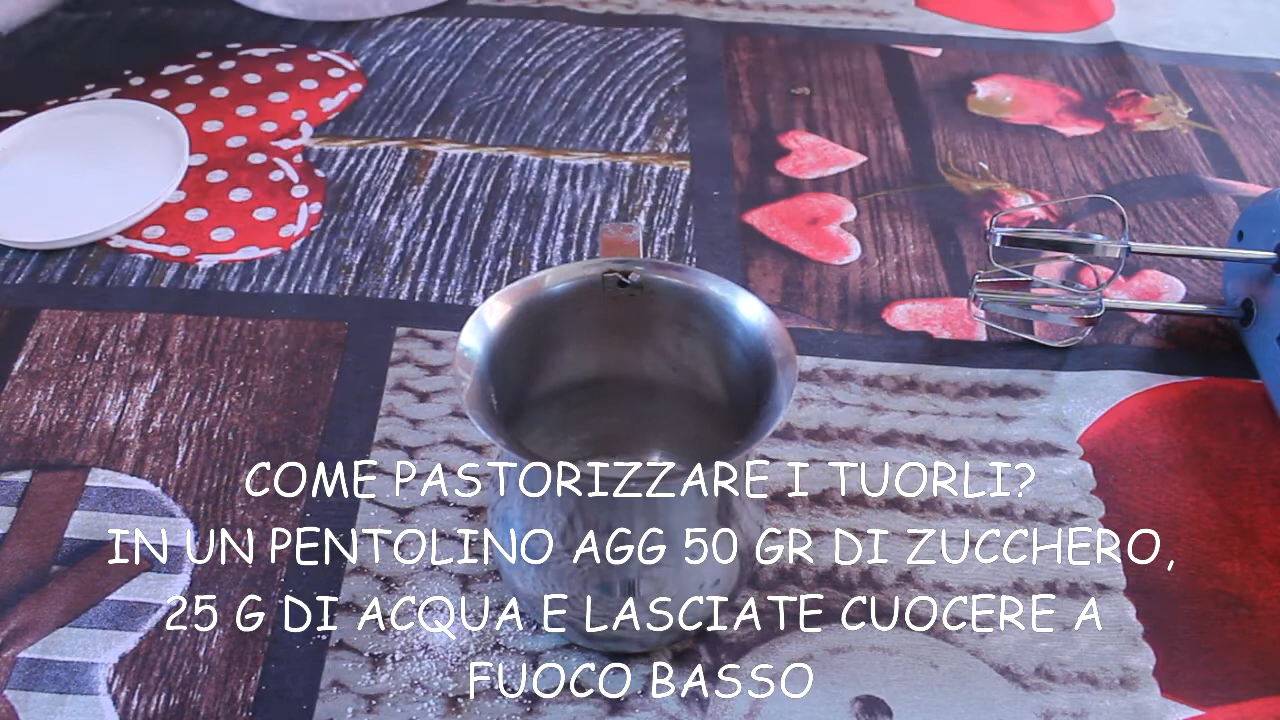 COME PASTORIZZARE I TUORLI?
IN UN PENTOLINO AGG 50 GR DI ZUCCHERO,
25 G DI ACQUA E LASCIATE CUOCERE A
FUOCO BASSO